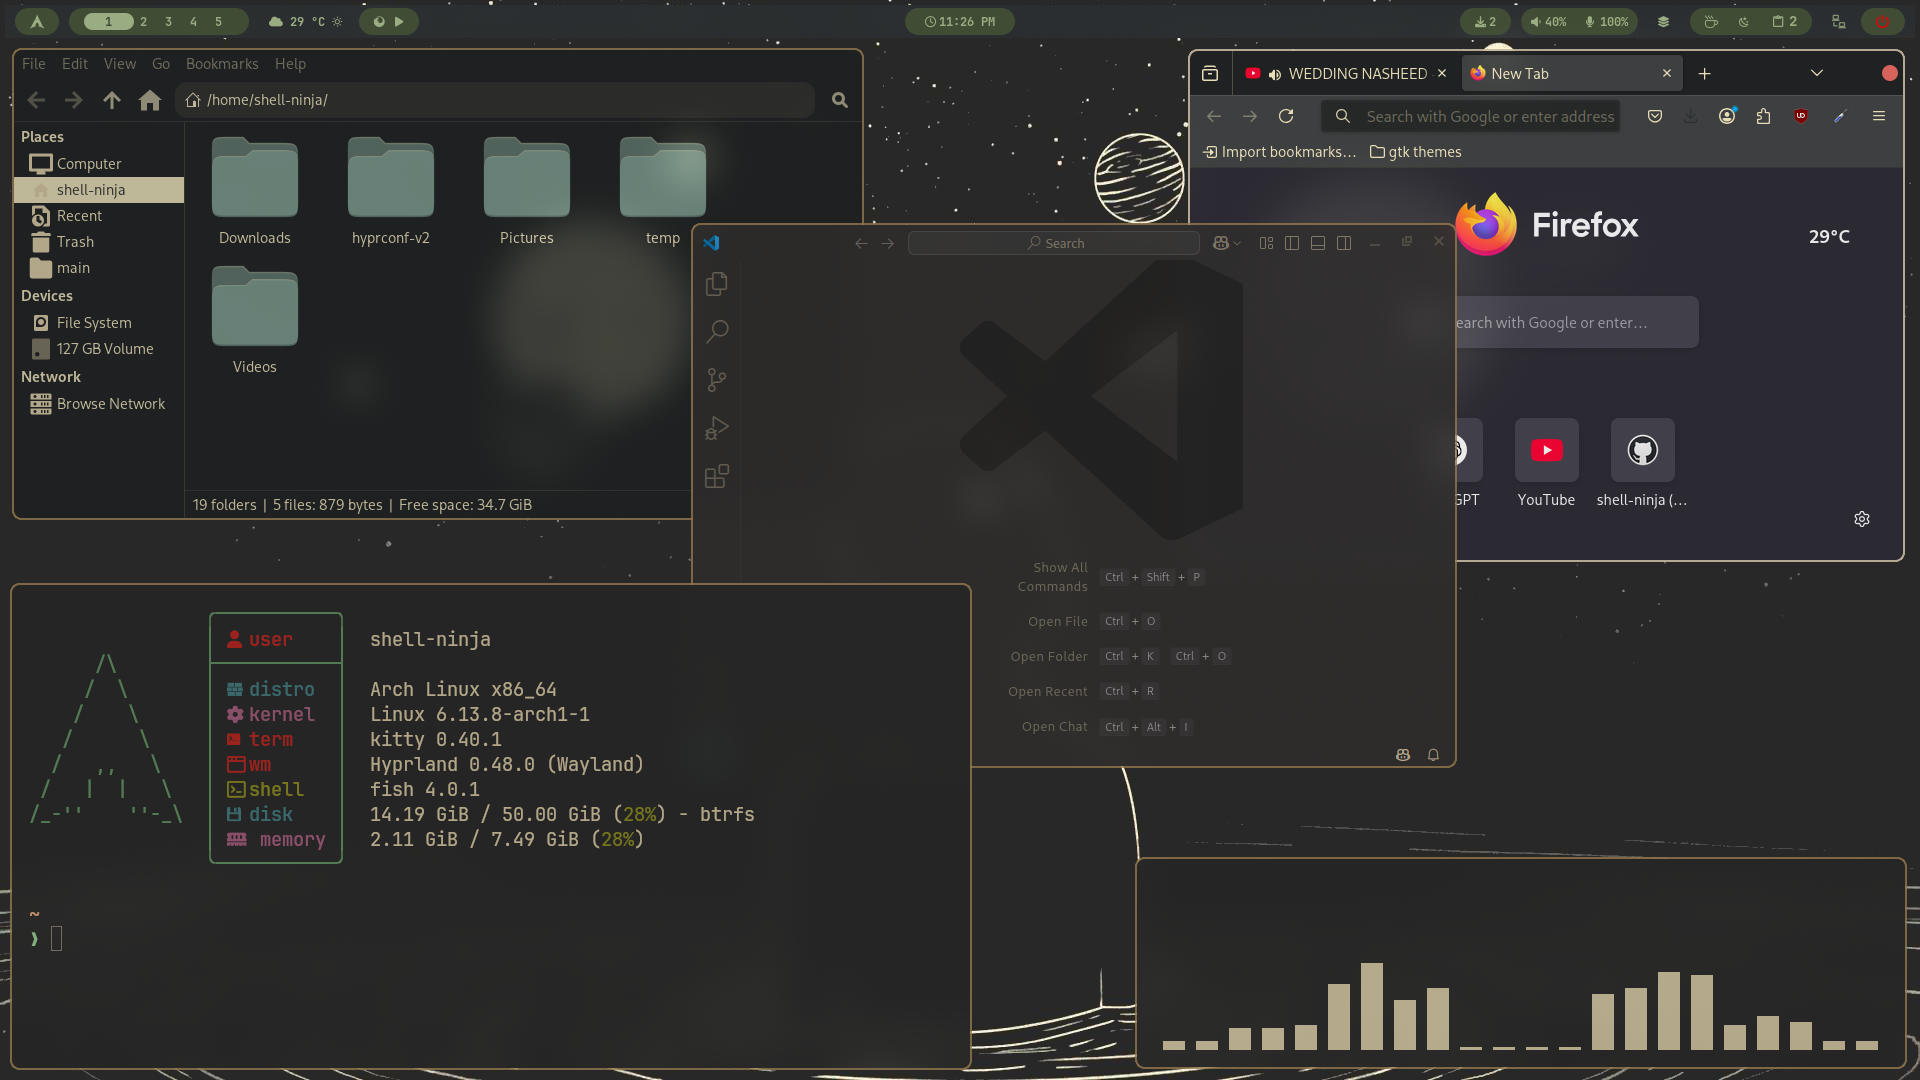 1 2 3 4 5
29 °C
11:26 PM
2
40% 100%
2
File Edit View Go Bookmarks Help
/home/shell-ninja/
Places
Computer
shell-ninja
Recent
Trash
main
Devices
File System
127 GB Volume
Network
Browse Network
Downloads hyprconf-v2 Pictures temp
Videos
19 folders | 5 files: 879 bytes | Free space: 34.7 GiB
WEDDING NASHEED
New Tab
Search with Google or enter address
Import bookmarks... gtk themes
Firefox
29°C
earch with Google or enter...
GPT YouTube shell-ninja (...
Search
Show All Commands Ctrl + Shift + P
Open File Ctrl + O
Open Folder Ctrl + K Ctrl + O
Open Recent Ctrl + R
Open Chat Ctrl + Alt + I
user shell-ninja
distro Arch Linux x86_64
kernel Linux 6.13.8-arch1-1
term kitty 0.40.1
wm Hyprland 0.48.0 (Wayland)
shell fish 4.0.1
disk 14.19 GiB / 50.00 GiB (28%) - btrfs
memory 2.11 GiB / 7.49 GiB (28%)
~
❯